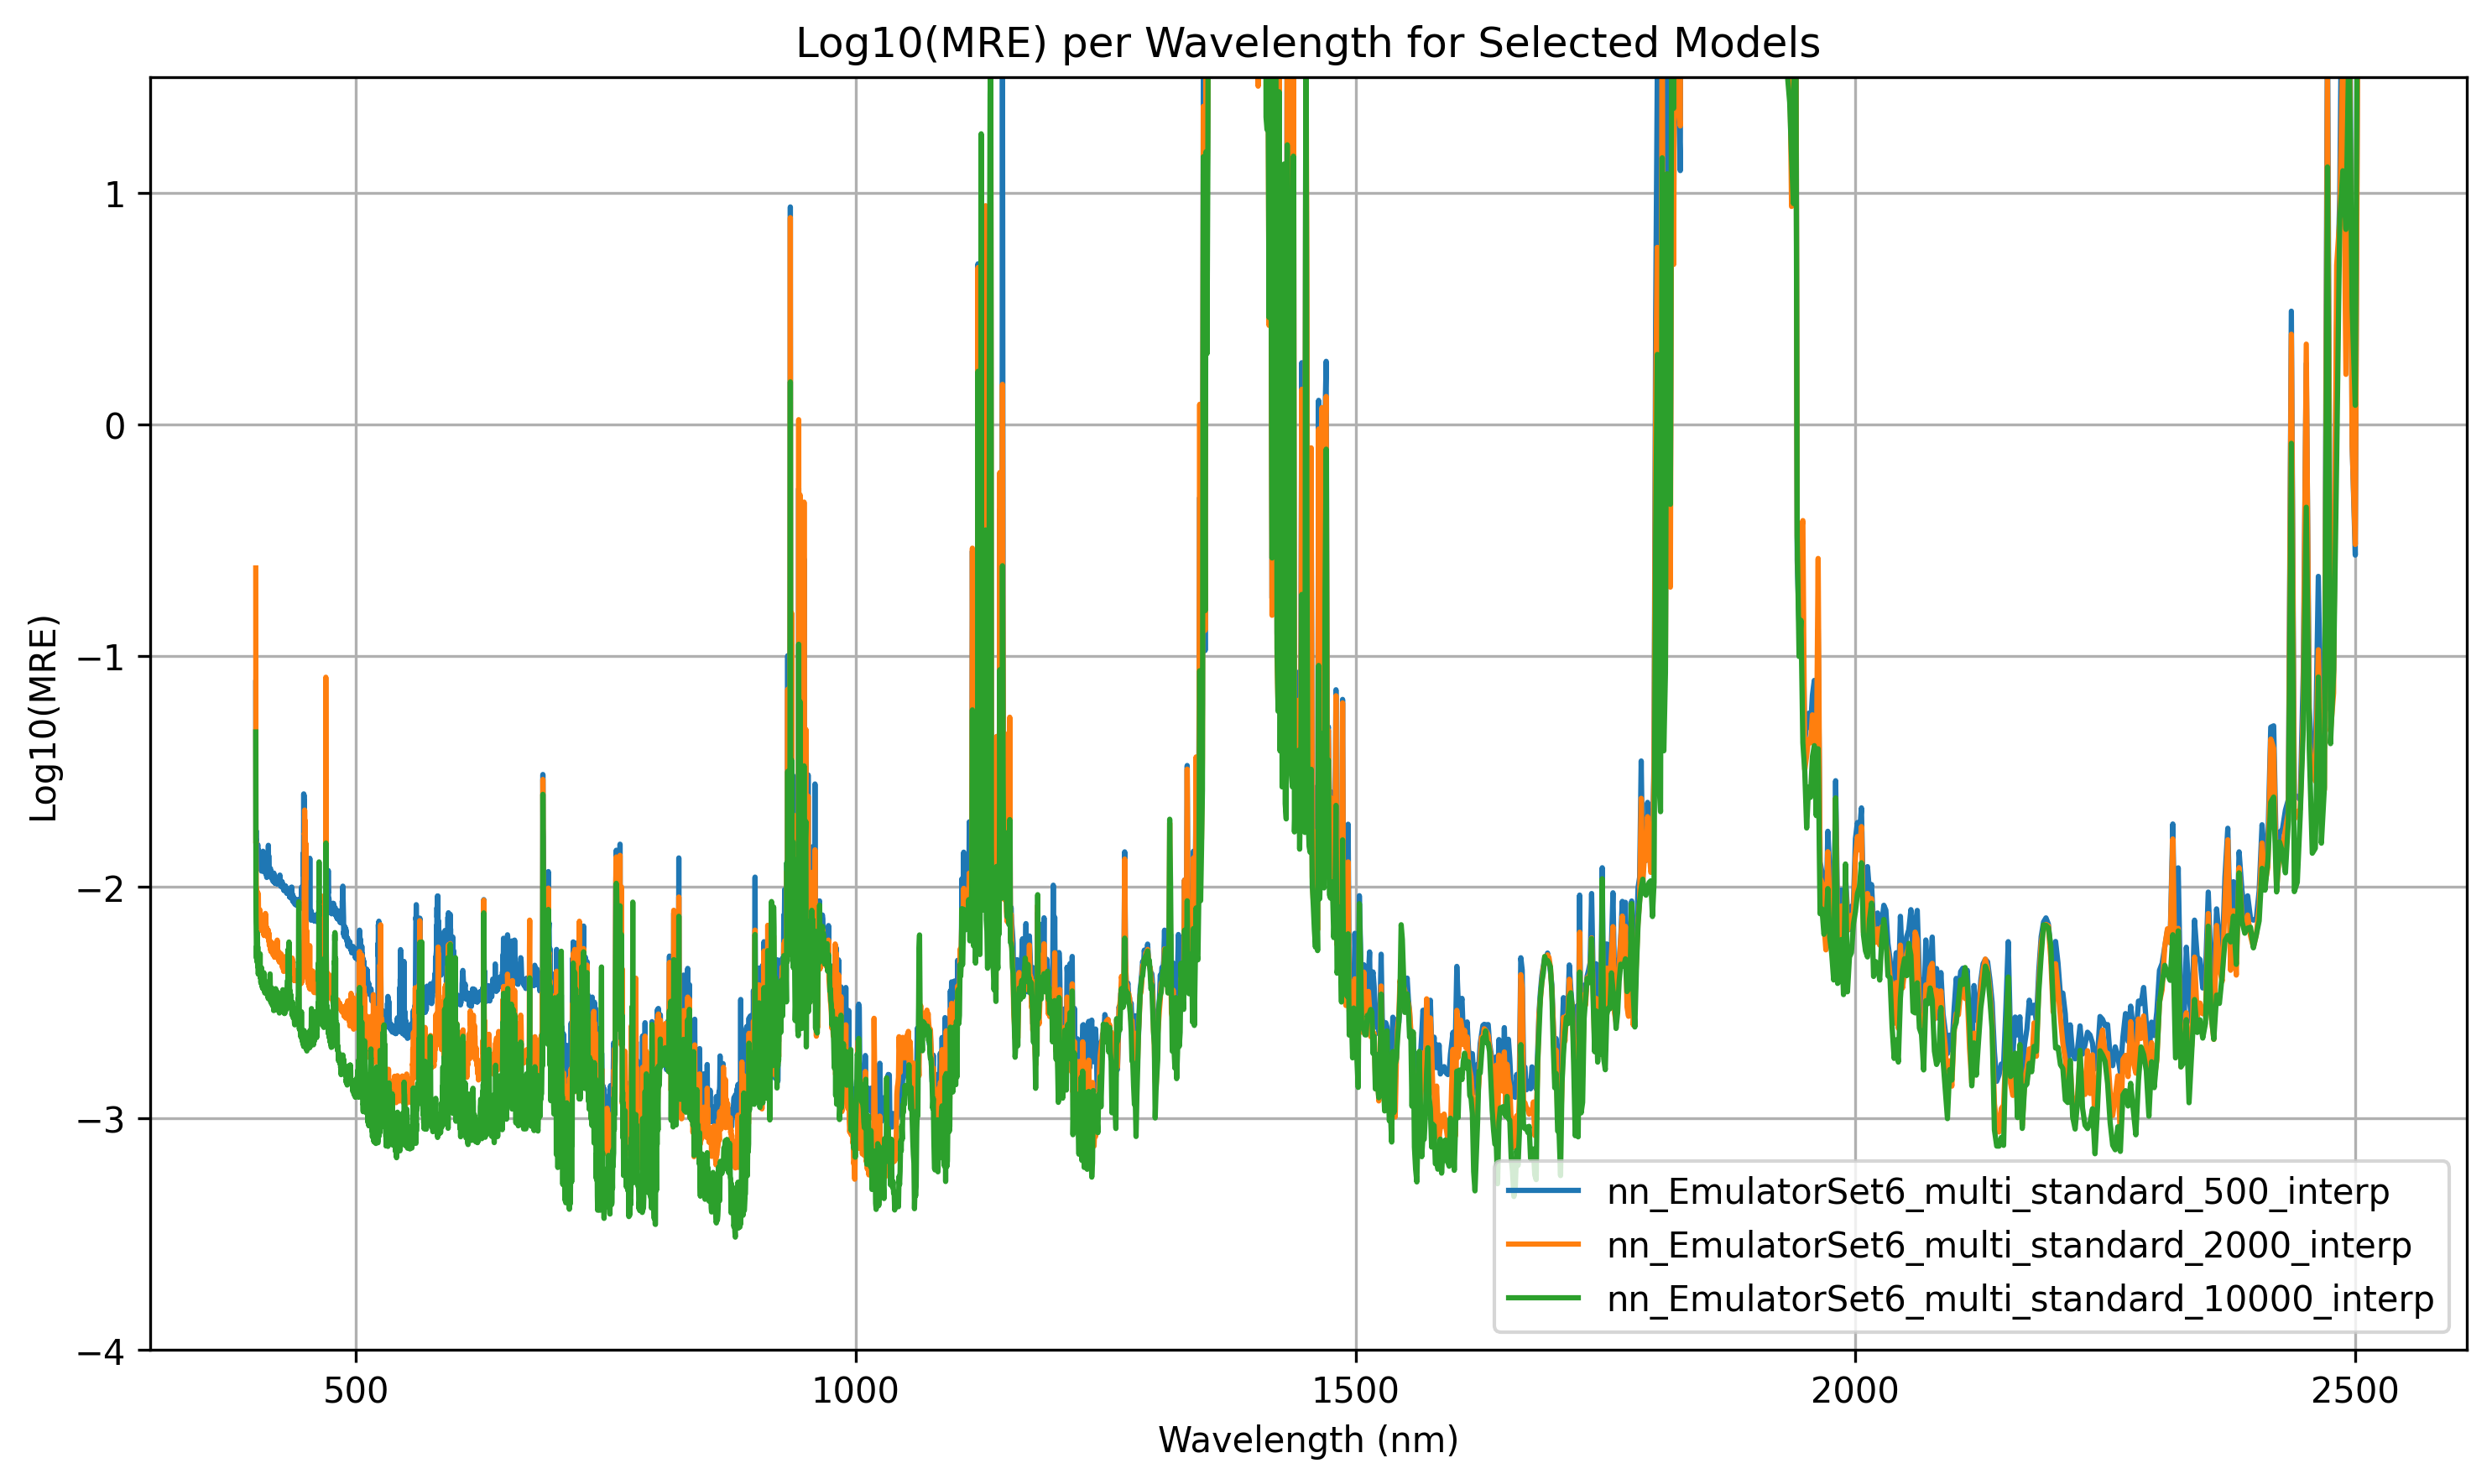 Log10(MRE) per Wavelength for Selected Models
Log10(MRE)
1
0
−1
−2
−3
−4
500
1000
1500
2000
2500
Wavelength (nm)
nn_EmulatorSet6_multi_standard_500_interp
nn_EmulatorSet6_multi_standard_2000_interp
nn_EmulatorSet6_multi_standard_10000_interp